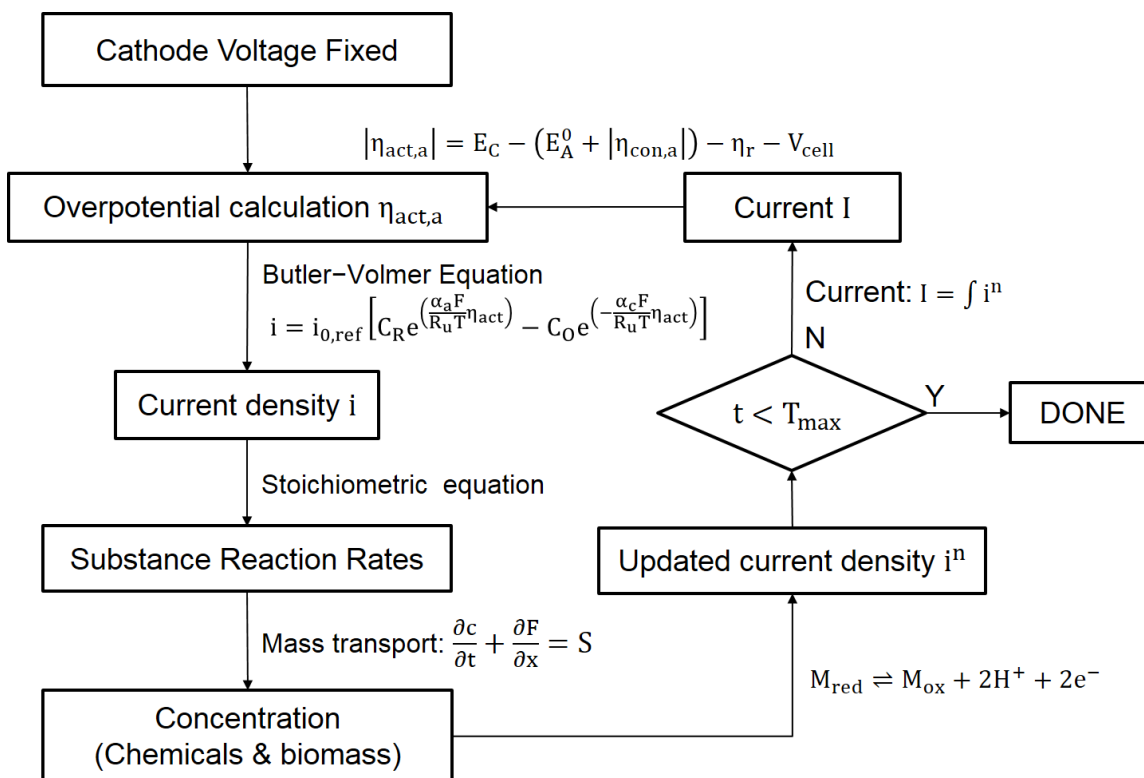 Cathode Voltage Fixed
|η_act,a| = E_C − (E_A^0 + |η_con,a|) − η_r − V_cell
Overpotential calculation η_act,a
Current I
Butler−Volmer Equation
i = i_0,ref [C_R e^(α_a F/R_u T η_act) − C_O e^(−α_c F/R_u T η_act)]
Current: I = ∫ i^n
N
Current density i
t < T_max
Y
DONE
Stoichiometric equation
Substance Reaction Rates
Updated current density i^n
Mass transport: ∂c/∂t + ∂F/∂x = S
M_red ⇌ M_ox + 2H^+ + 2e^−
Concentration
(Chemicals & biomass)